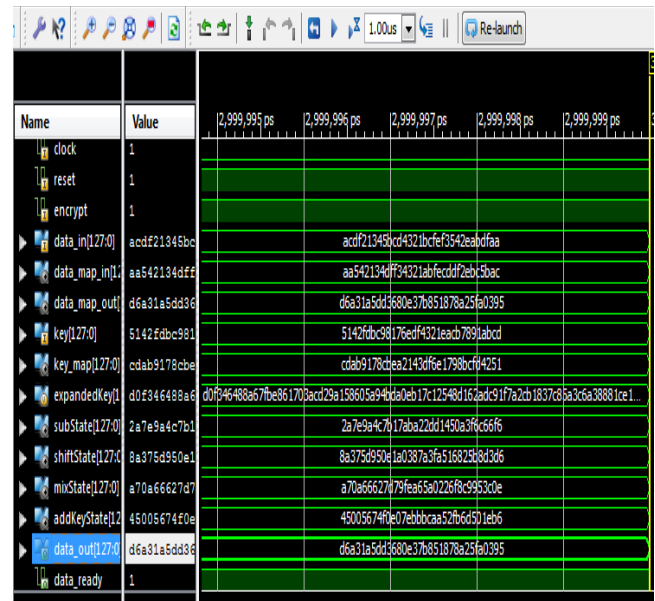 1.00us Re-launch
Name Value 2,999,995 ps 2,999,996 ps 2,999,997 ps 2,999,998 ps 2,999,999 ps
clock 1
reset 1
encrypt 1
data_in[127:0] acdf21345bc acdf21345bcd4321bcfef3542eabdfaa
data_map_in[12 aa542134dff aa542134dff34321abfecddf2ebc5bac
data_map_out[ d6a31a5dd36 d6a31a5dd3680e37b851878a25fa0395
key[127:0] 5142fdbc981 5142fdbc98176edf4321eacb7891abcd
key_map[127:0] cdab9178cbe cdab9178cbea2143df6e1798bcfd4251
expandedKey[1 d0f346488a6 d0f346488a67fbe861703acd29a158605a94bda0eb17c12548d162adc91f7a2cb1837c85a3c6a38881ce1...
subState[127:0] 2a7e9a4c7b1 2a7e9a4c7b17aba22dd1450a3f6c66f6
shiftState[127:0 8a375d950e1 8a375d950e1a0387a3fa516825b8d3d6
mixState[127:0] a70a66627d7 a70a66627d79fea65a0226f8c9953c0e
addKeyState[12 45005674f0e 45005674f0e07ebbbcaa52fb6d501eb6
data_out[127:0 d6a31a5dd36 d6a31a5dd3680e37b851878a25fa0395
data_ready 1